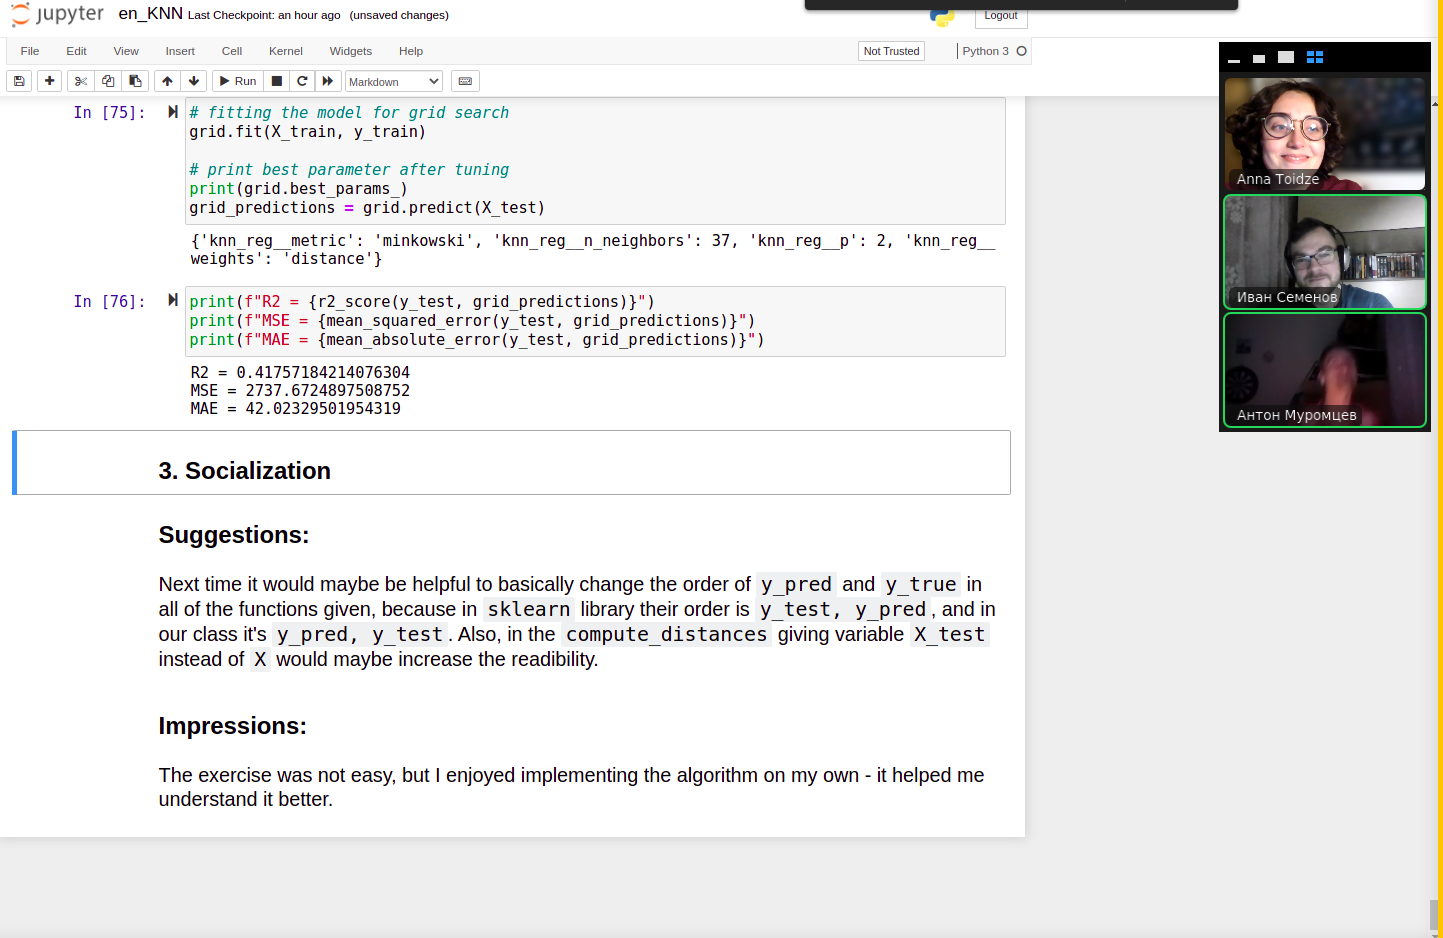 jupyter en_KNN Last Checkpoint: an hour ago (unsaved changes)
Logout
File Edit View Insert Cell Kernel Widgets Help
Not Trusted
Python 3
Run
Markdown
In [75]:
# fitting the model for grid search
grid.fit(X_train, y_train)
# print best parameter after tuning
print(grid.best_params_)
grid_predictions = grid.predict(X_test)
{'knn_reg__metric': 'minkowski', 'knn_reg__n_neighbors': 37, 'knn_reg__p': 2, 'knn_reg__
weights': 'distance'}
In [76]:
print(f"R2 = {r2_score(y_test, grid_predictions)}")
print(f"MSE = {mean_squared_error(y_test, grid_predictions)}")
print(f"MAE = {mean_absolute_error(y_test, grid_predictions)}")
R2 = 0.41757184214076304
MSE = 2737.6724897508752
MAE = 42.02329501954319
3. Socialization
Suggestions:
Next time it would maybe be helpful to basically change the order of y_pred and y_true in
all of the functions given, because in sklearn library their order is y_test, y_pred, and in
our class it's y_pred, y_test. Also, in the compute_distances giving variable X_test
instead of X would maybe increase the readibility.
Impressions:
The exercise was not easy, but I enjoyed implementing the algorithm on my own - it helped me
understand it better.
Anna Toidze
Иван Семенов
Антон Муромцев